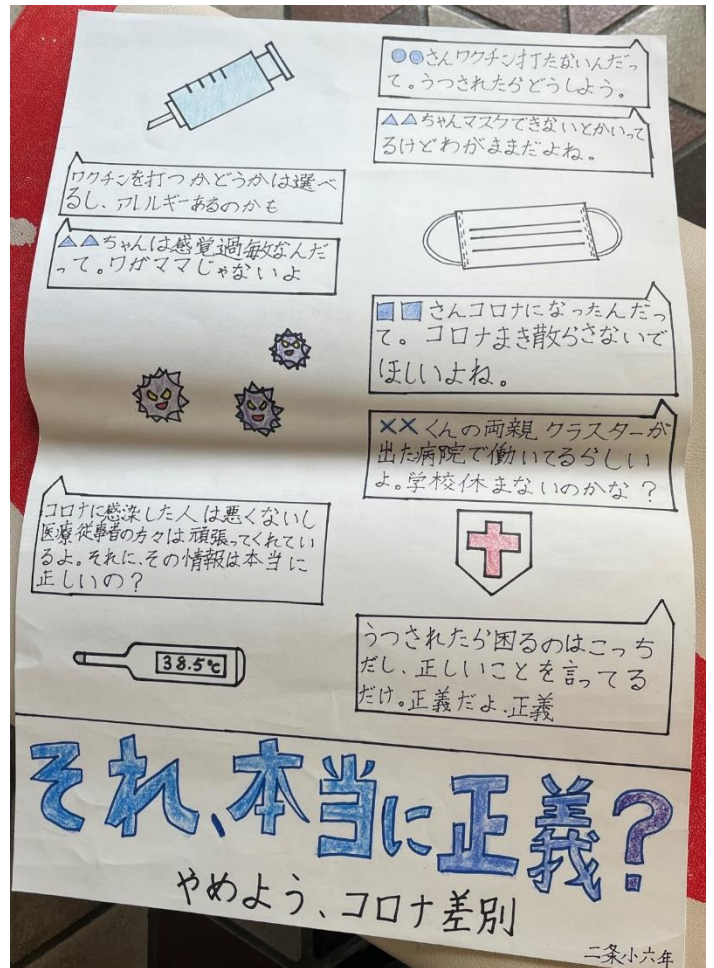 ●●さんワクチン打たないんだっ
て。うつされたらどうしよう。
▲▲ちゃんマスクできないとかいって
るけどわがままだよね。
ワクチンを打つかどうかは選べ
るし、アレルギーあるのかも
▲▲ちゃんは感覚過敏なんだ
って。ワガママじゃないよ
■■さんコロナになったんだっ
て。コロナまき散らさないで
ほしいよね。
××くんの両親クラスターが
出た病院で働いてるらしい
よ。学校休まないのかな？
コロナに感染した人は悪くないし
医療従事者の方々は頑張ってくれてい
るよ。それに、その情報は本当に
正しいの？
38.5℃
うつされたら困るのはこっち
だし、正しいことを言ってる
だけ。正義だよ、正義
それ、本当に正義？
やめよう、コロナ差別
二条小六年